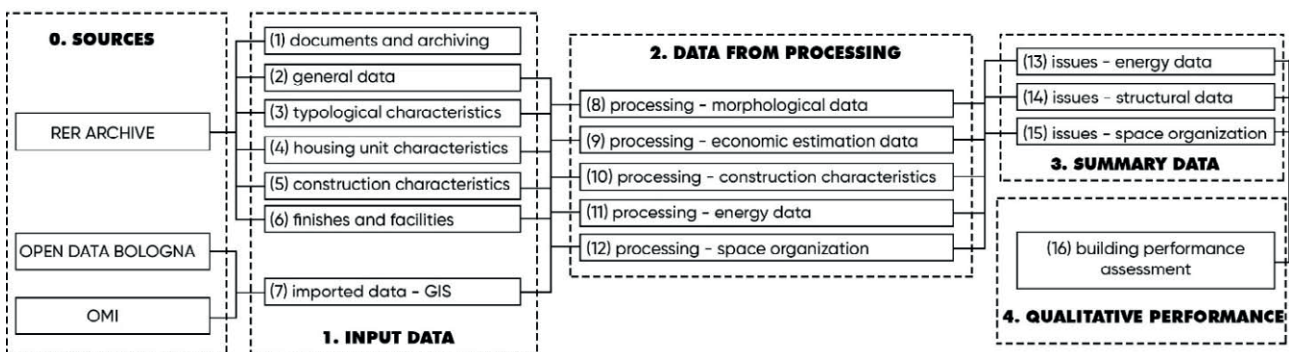 0. SOURCES
RER ARCHIVE
OPEN DATA BOLOGNA
OMI
(1) documents and archiving
(2) general data
(3) typological characteristics
(4) housing unit characteristics
(5) construction characteristics
(6) finishes and facilities
(7) imported data - GIS
1. INPUT DATA
2. DATA FROM PROCESSING
(8) processing - morphological data
(9) processing - economic estimation data
(10) processing - construction characteristics
(11) processing - energy data
(12) processing - space organization
(13) issues - energy data
(14) issues - structural data
(15) issues - space organization
3. SUMMARY DATA
(16) building performance
assessment
4. QUALITATIVE PERFORMANCE